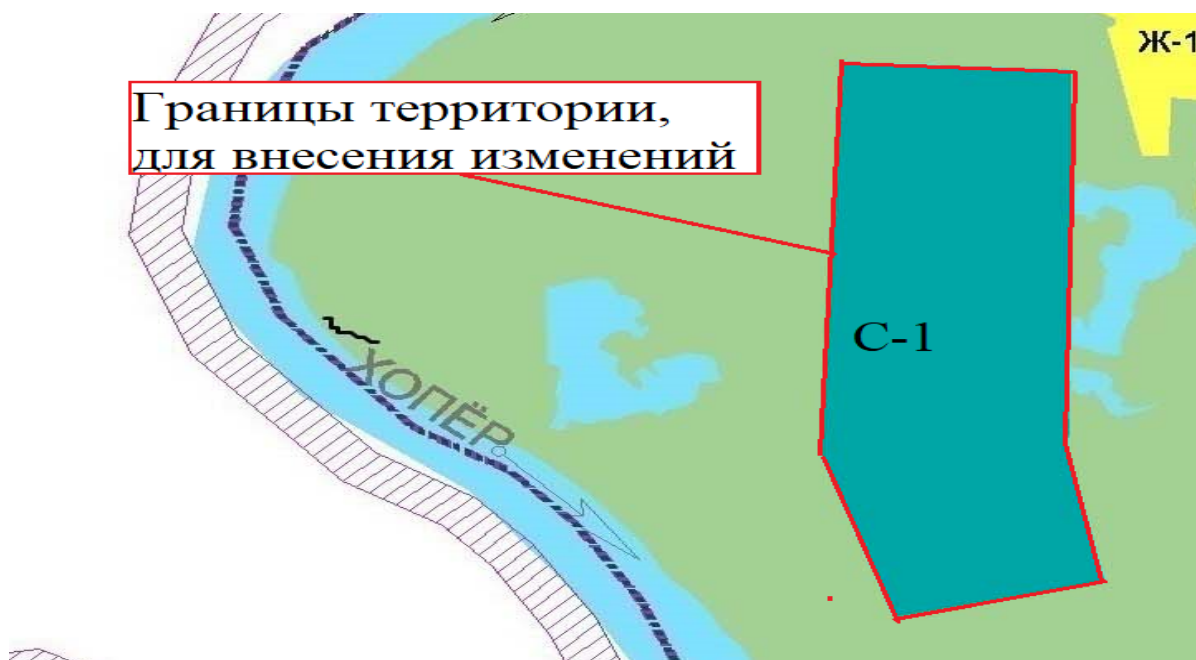 Ж-1
Границы территории,
для внесения изменений
С-1
ХОПЁР